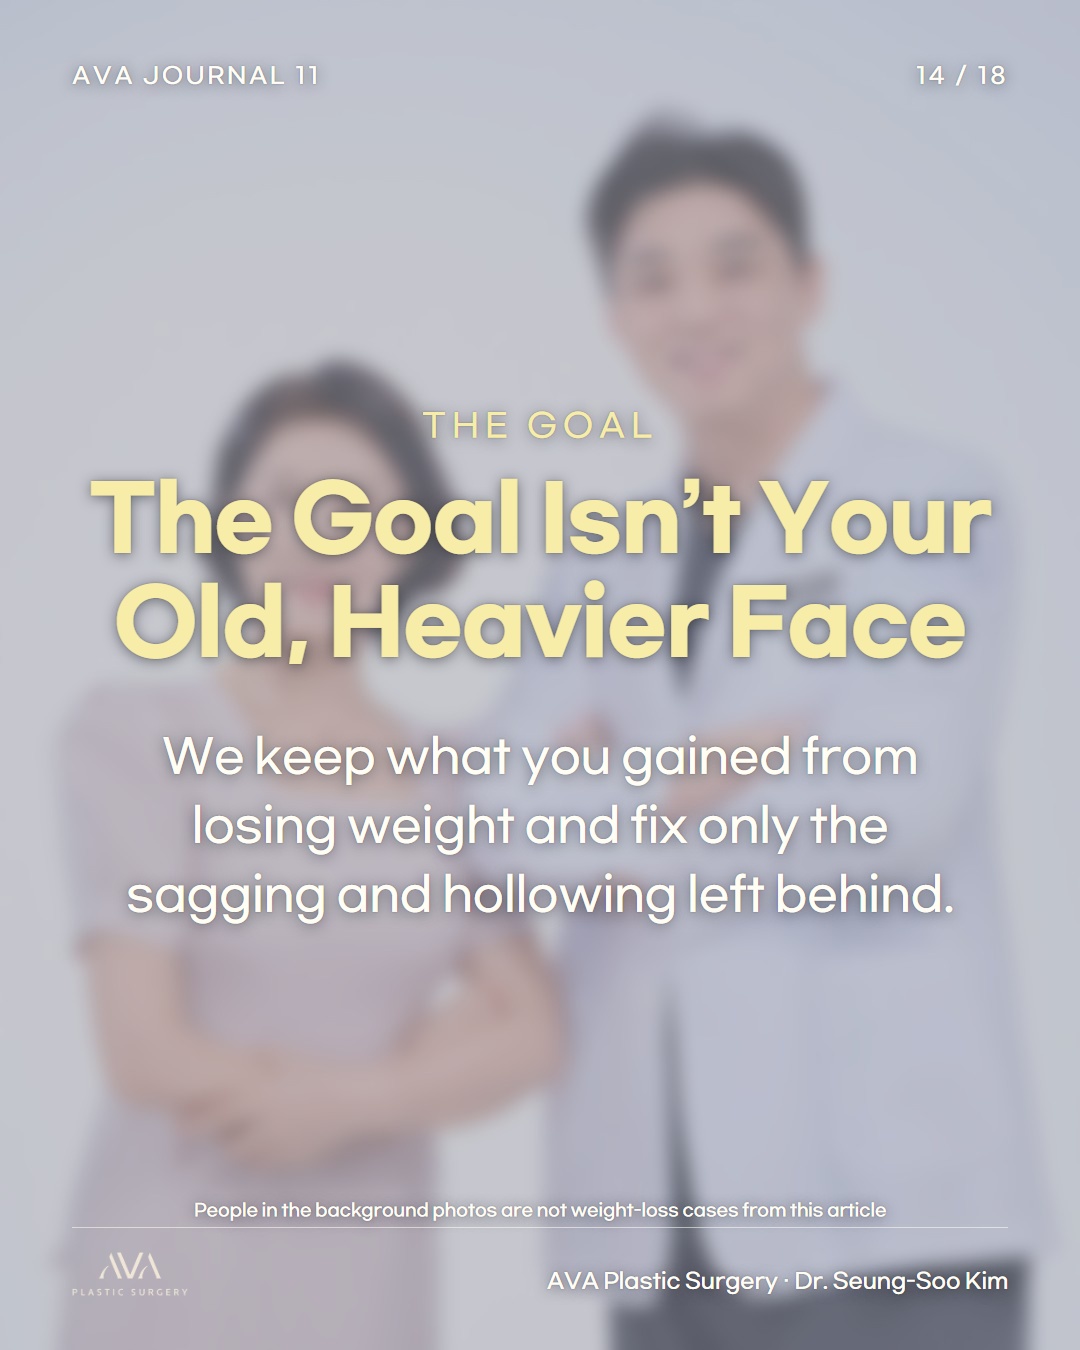 AVA JOURNAL 11
14 / 18
THE GOAL
The Goal Isn’t Your
Old, Heavier Face
We keep what you gained from
losing weight and fix only the
sagging and hollowing left behind.
People in the background photos are not weight-loss cases from this article
AVA
PLASTIC SURGERY
AVA Plastic Surgery · Dr. Seung-Soo Kim